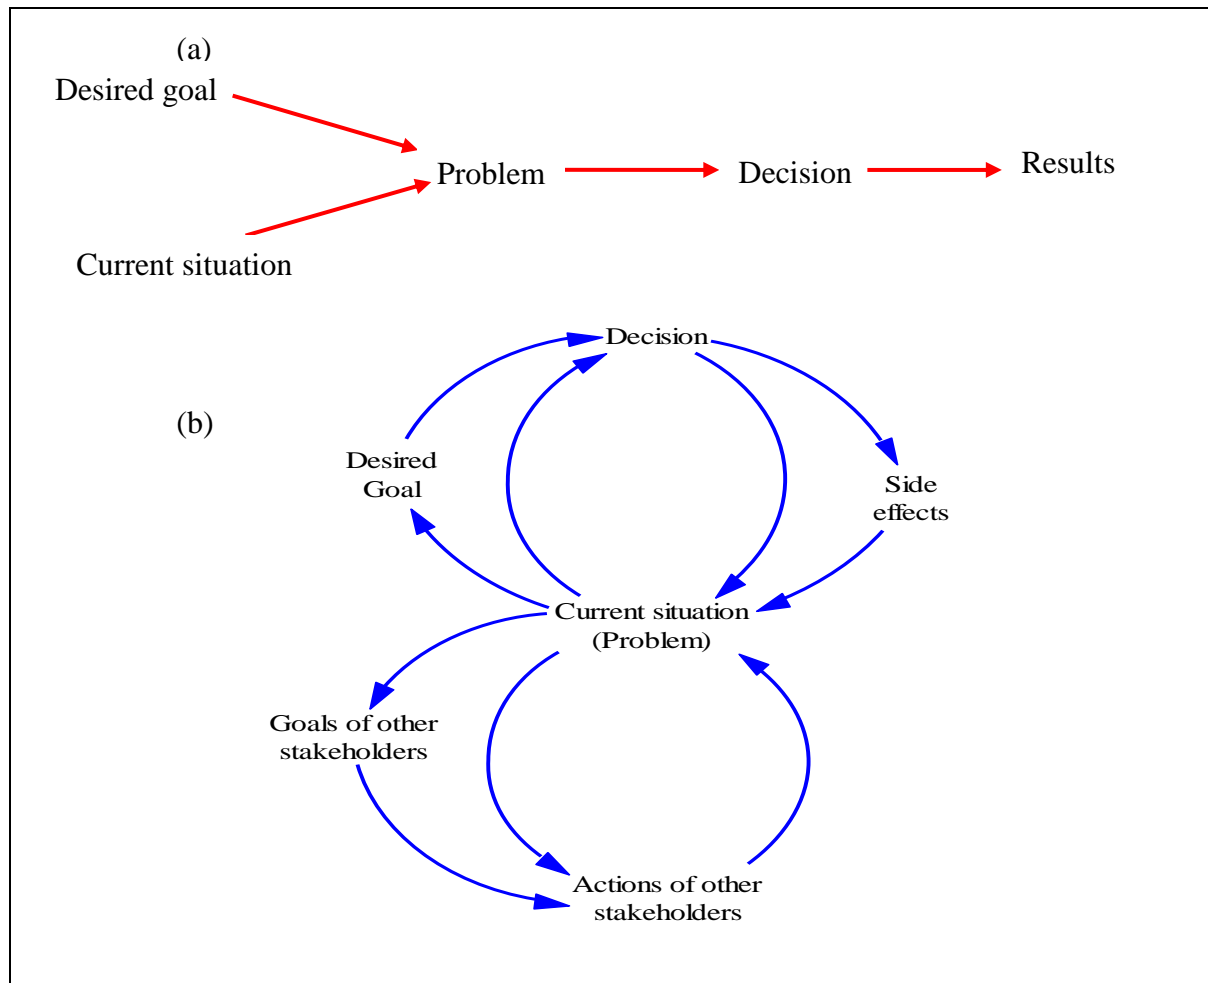 (a)
Desired goal
Problem
Decision
Results
Current situation
(b)
Decision
Desired
Goal
Side
effects
Current situation
(Problem)
Goals of other
stakeholders
Actions of other
stakeholders